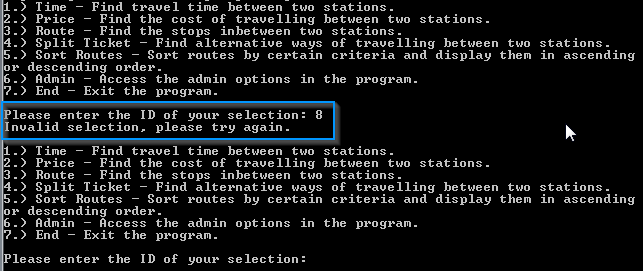 1.) Time - Find travel time between two stations.
2.) Price - Find the cost of travelling between two stations.
3.) Route - Find the stops inbetween two stations.
4.) Split Ticket - Find alternative ways of travelling between two stations.
5.) Sort Routes - Sort routes by certain criteria and display them in ascending
or descending order.
6.) Admin - Access the admin options in the program.
7.) End - Exit the program.
Please enter the ID of your selection: 8
Invalid selection, please try again.
1.) Time - Find travel time between two stations.
2.) Price - Find the cost of travelling between two stations.
3.) Route - Find the stops inbetween two stations.
4.) Split Ticket - Find alternative ways of travelling between two stations.
5.) Sort Routes - Sort routes by certain criteria and display them in ascending
or descending order.
6.) Admin - Access the admin options in the program.
7.) End - Exit the program.
Please enter the ID of your selection: